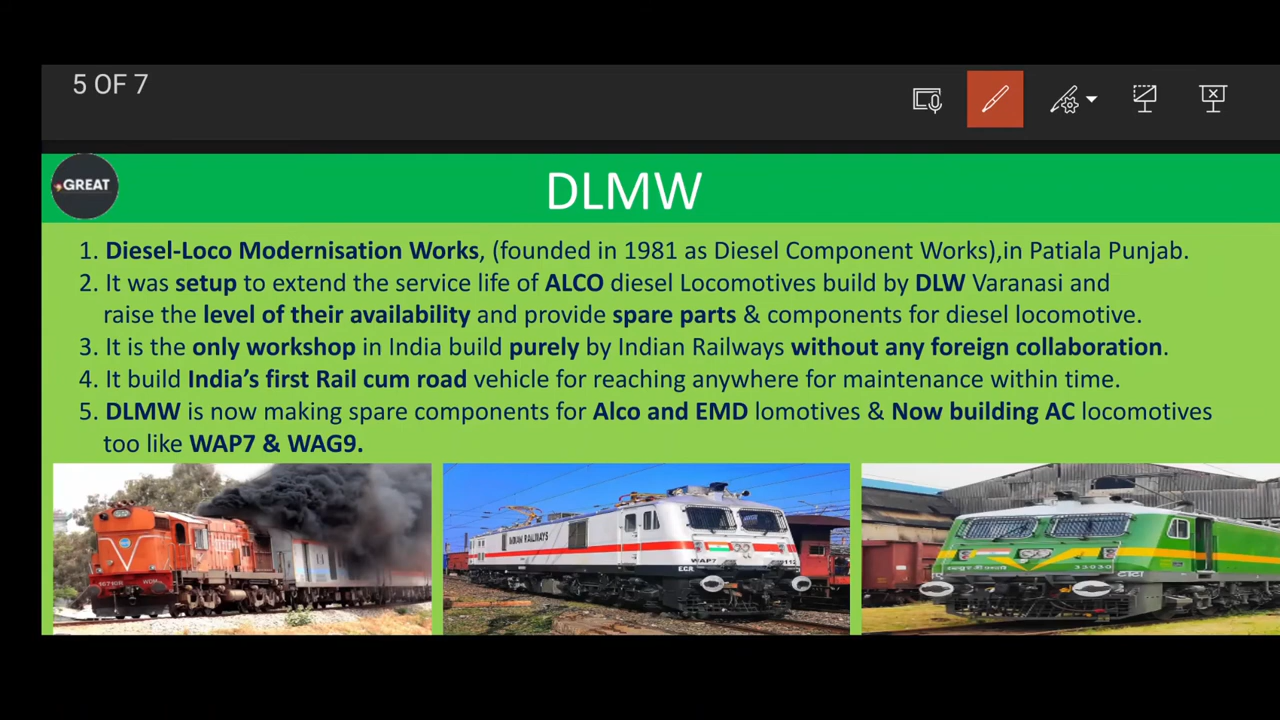 5 OF 7
GREAT
DLMW
1. Diesel-Loco Modernisation Works, (founded in 1981 as Diesel Component Works),in Patiala Punjab.
2. It was setup to extend the service life of ALCO diesel Locomotives build by DLW Varanasi and
raise the level of their availability and provide spare parts & components for diesel locomotive.
3. It is the only workshop in India build purely by Indian Railways without any foreign collaboration.
4. It build India's first Rail cum road vehicle for reaching anywhere for maintenance within time.
5. DLMW is now making spare components for Alco and EMD lomotives & Now building AC locomotives
too like WAP7 & WAG9.
INDIAN RAILWAYS
WAP7
ECR
33030
टाटा